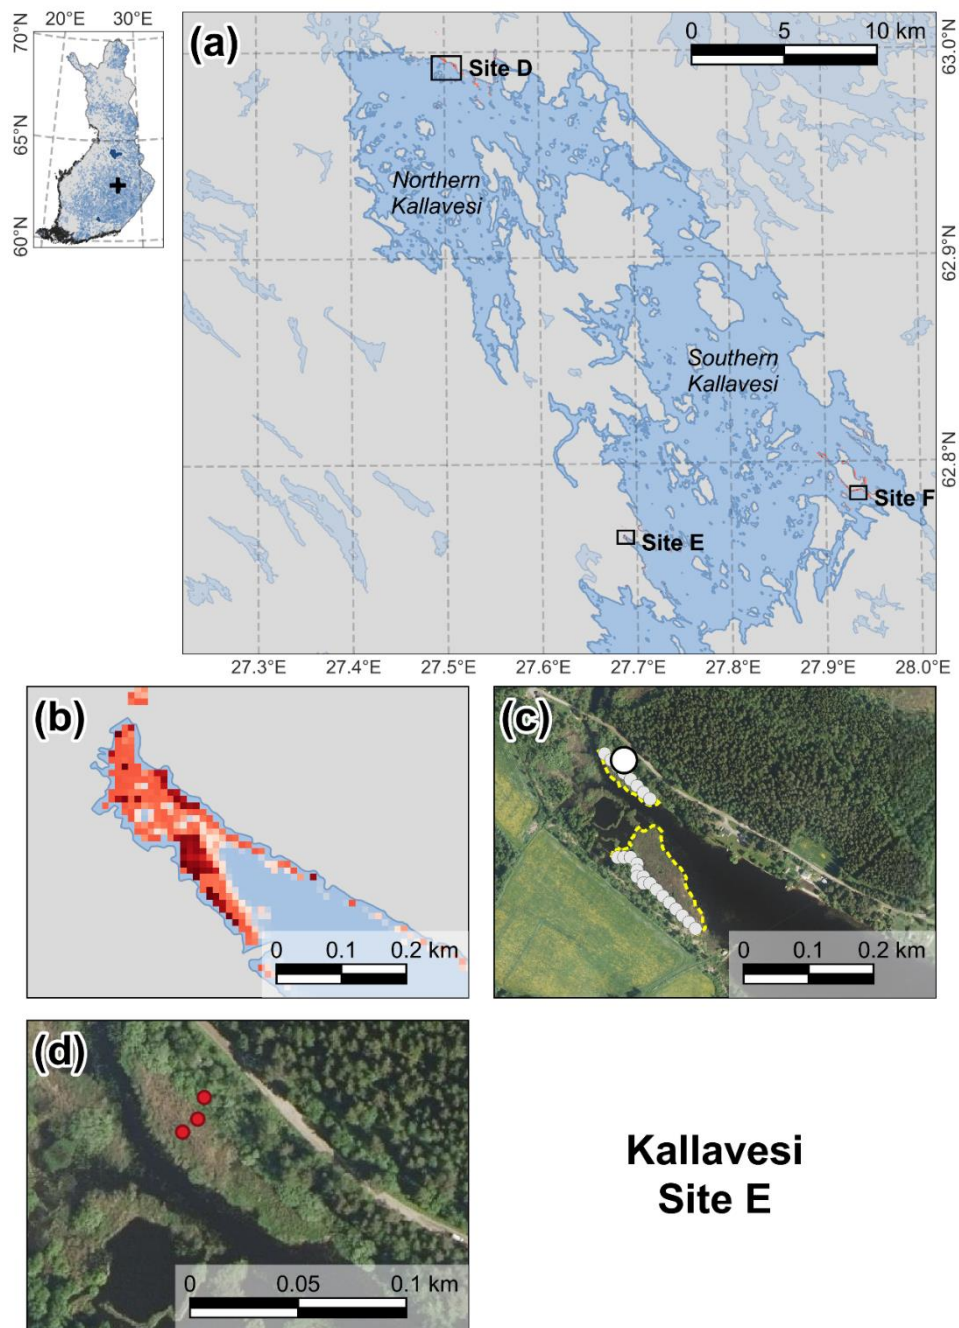 20°E 30°E
70°N
65°N
60°N
(a)
0 5 10 km
63.0°N
Site D
Northern
Kallavesi
62.9°N
Southern
Kallavesi
62.8°N
Site F
Site E
27.3°E 27.4°E 27.5°E 27.6°E 27.7°E 27.8°E 27.9°E 28.0°E
(b)
0 0.1 0.2 km
(c)
0 0.1 0.2 km
(d)
0 0.05 0.1 km
Kallavesi
Site E